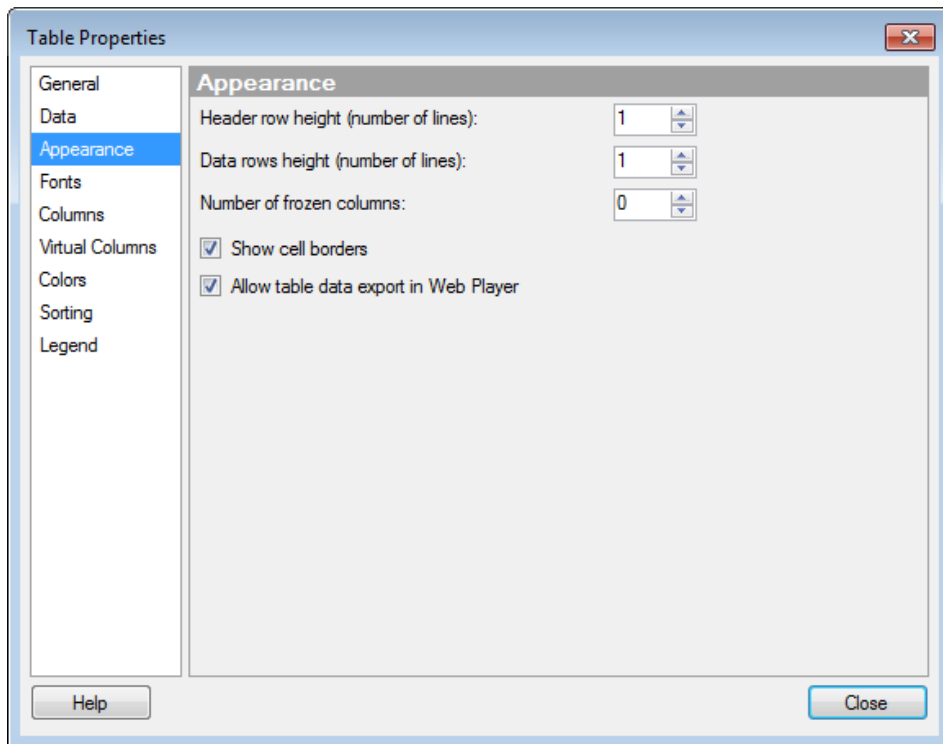 Table Properties
General
Data
Appearance
Fonts
Columns
Virtual Columns
Colors
Sorting
Legend
Appearance
Header row height (number of lines): 1
Data rows height (number of lines): 1
Number of frozen columns: 0
Show cell borders
Allow table data export in Web Player
Help
Close